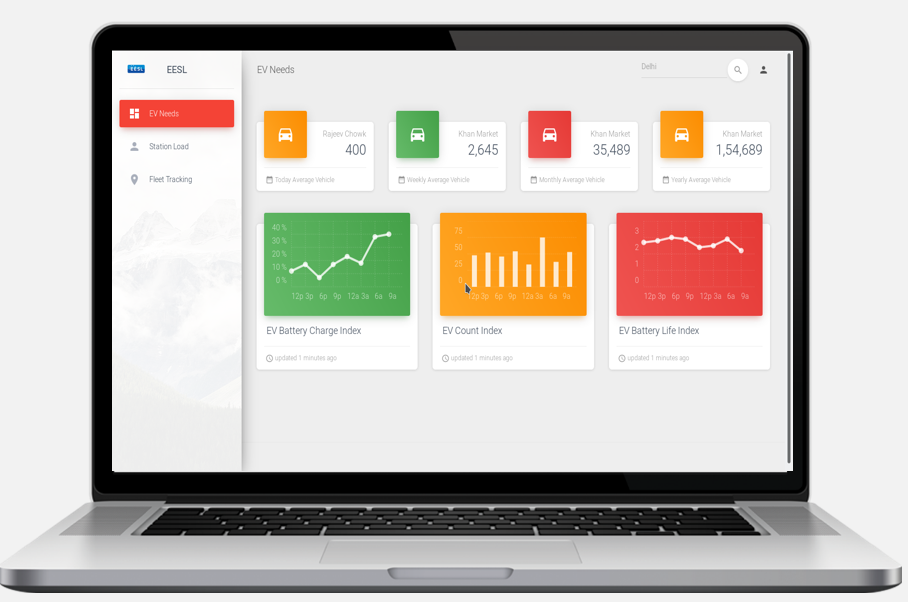 EESL
EESL
EV Needs
Station Load
Fleet Tracking
EV Needs
Delhi
Rajeev Chowk
400
Today Average Vehicle
Khan Market
2,645
Weekly Average Vehicle
Khan Market
35,489
Monthly Average Vehicle
Khan Market
1,54,689
Yearly Average Vehicle
40 %
30 %
20 %
10 %
0 %
12p 3p 6p 9p 12a 3a 6a 9a
EV Battery Charge Index
updated 1 minutes ago
75
50
25
0
12p 3p 6p 9p 12a 3a 6a 9a
EV Count Index
updated 1 minutes ago
3
2
1
0
12p 3p 6p 9p 12a 3a 6a 9a
EV Battery Life Index
updated 1 minutes ago